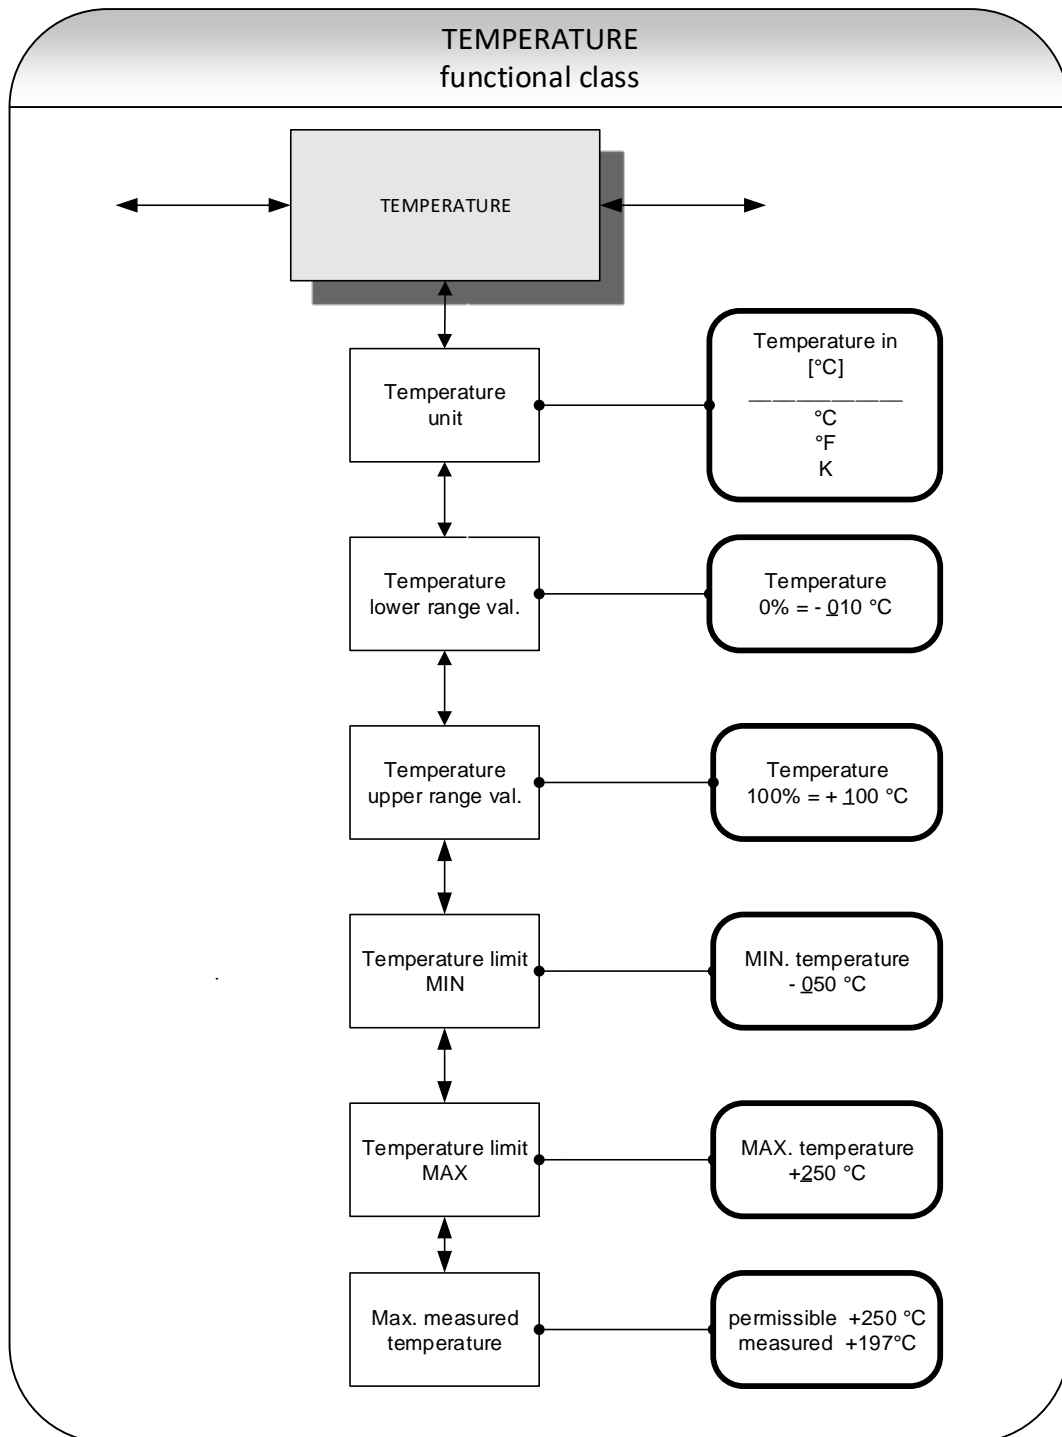 TEMPERATURE
functional class
TEMPERATURE
Temperature
unit
Temperature in
[°C]
_____________
°C
°F
K
Temperature
lower range val.
Temperature
0% = - 010 °C
Temperature
upper range val.
Temperature
100% = + 100 °C
Temperature limit
MIN
MIN. temperature
- 050 °C
Temperature limit
MAX
MAX. temperature
+250 °C
Max. measured
temperature
permissible +250 °C
measured +197°C